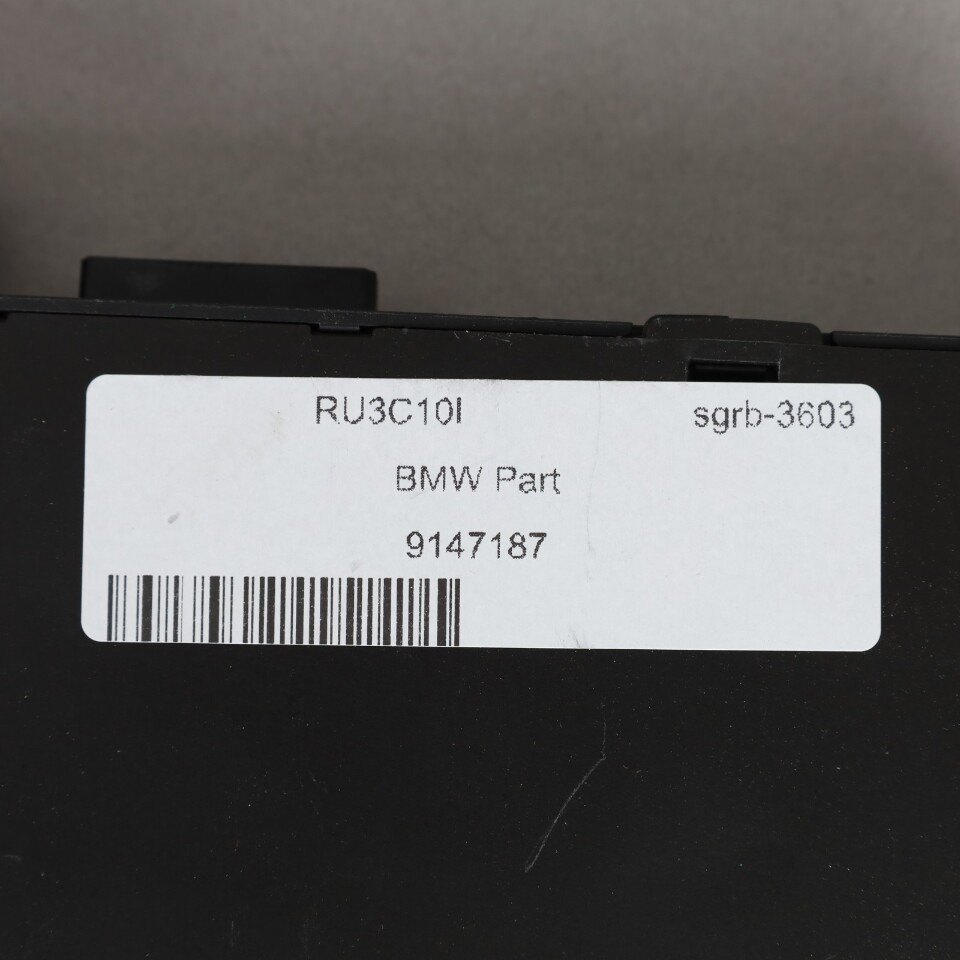 RU3C10I sgrb-3603
BMW Part
9147187